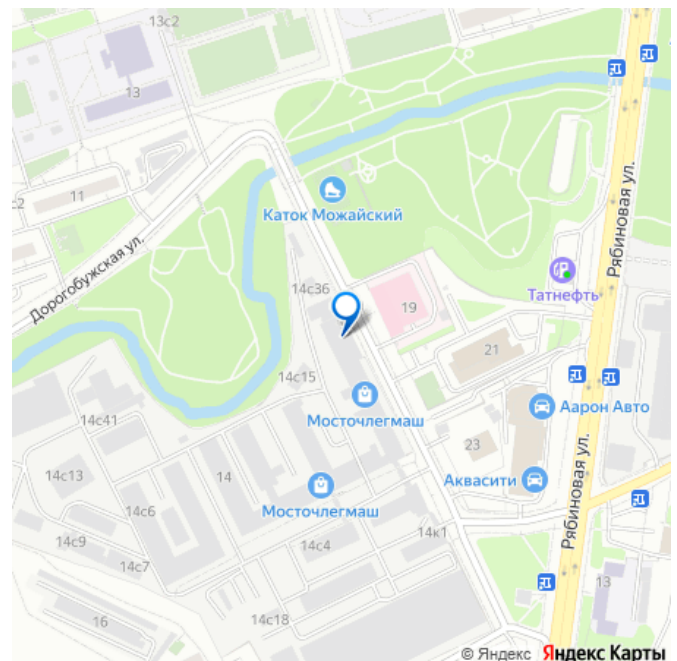 13с2
13
11
с2
Каток Можайский
Дорогобужская ул.
Рябиновая ул.
Татнефть
14с36
19
21
14с15
Мосточлегмаш
Аарон Авто
14с41
23
14с13
14
Аквасити
Рябиновая ул.
14с6
Мосточлегмаш
14с9
14с7
14с4
14к1
13
16
14с18
© Яндекс Яндекс Карты